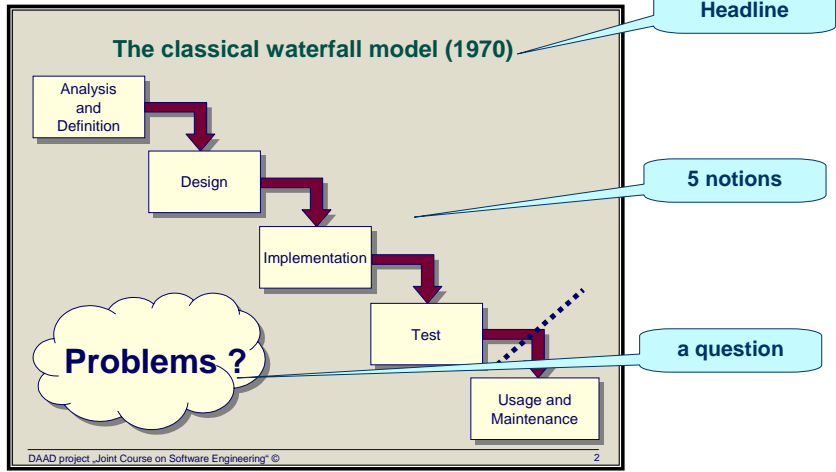 Headline
The classical waterfall model (1970)
Analysis
and
Definition
Design
5 notions
Implementation
Test
Problems ?
a question
Usage and
Maintenance
DAAD project „Joint Course on Software Engineering“ ©
2